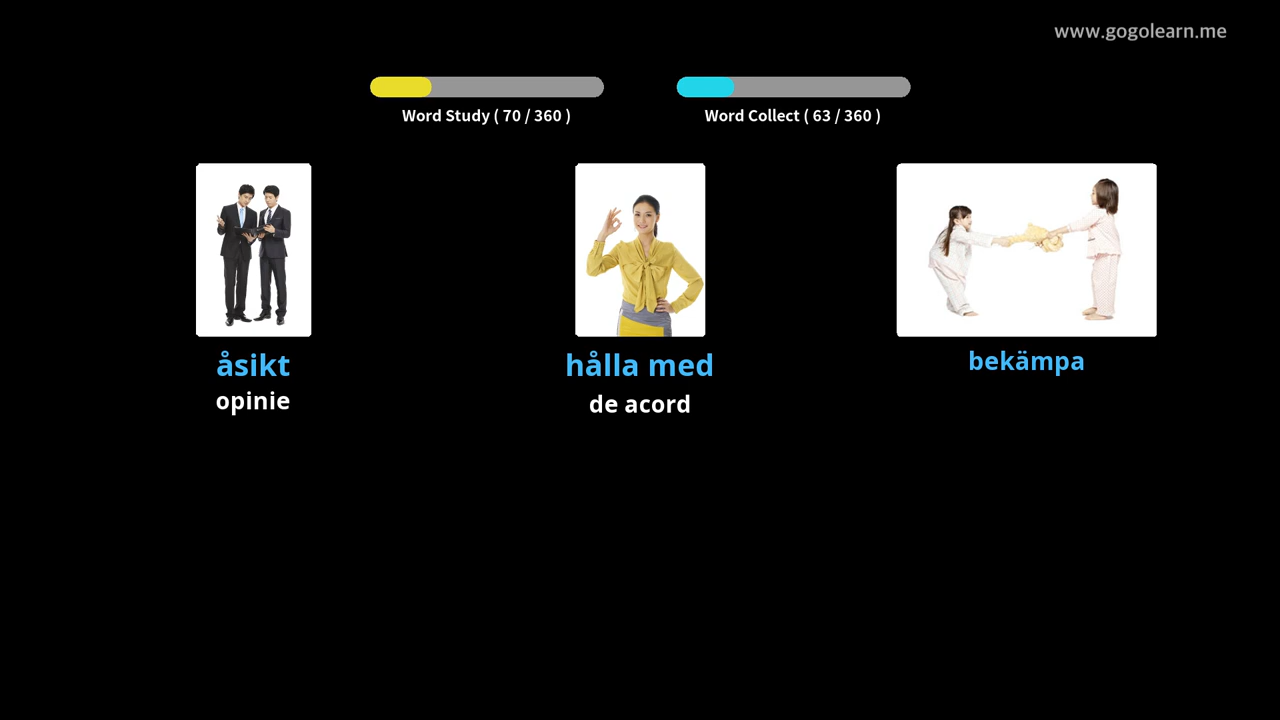 www.gogolearn.me
Word Study ( 70 / 360 )
Word Collect ( 63 / 360 )
åsikt
opinie
hålla med
de acord
bekämpa